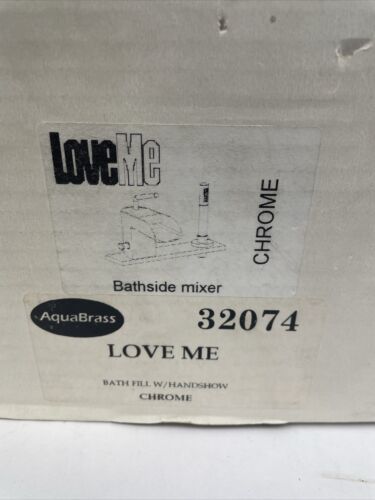 LoveMe
CHROME
Bathside mixer
AquaBrass
32074
LOVE ME
BATH FILL W/HANDSHOW
CHROME